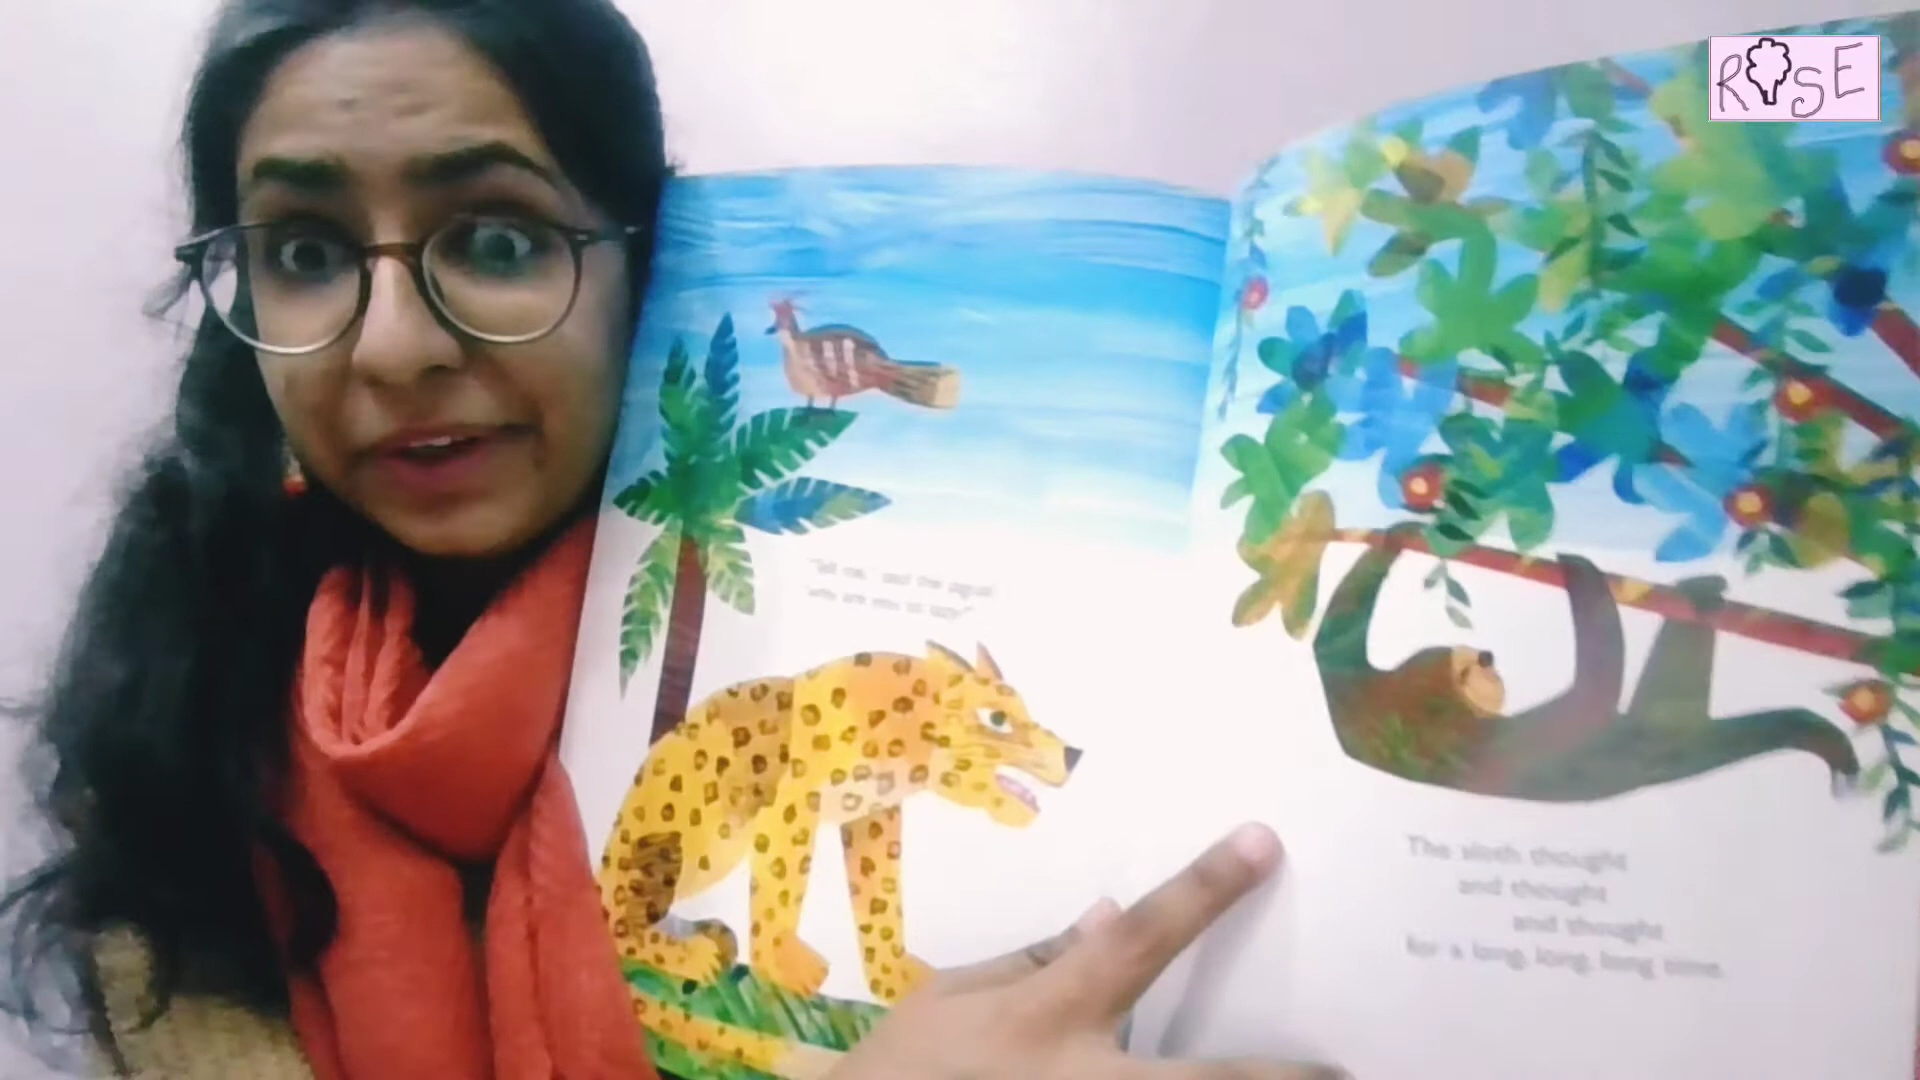 ROSE
"Tell me," said the jaguar,
"why are you so lazy?"
The sloth thought
and thought
and thought
for a long, long, long time.